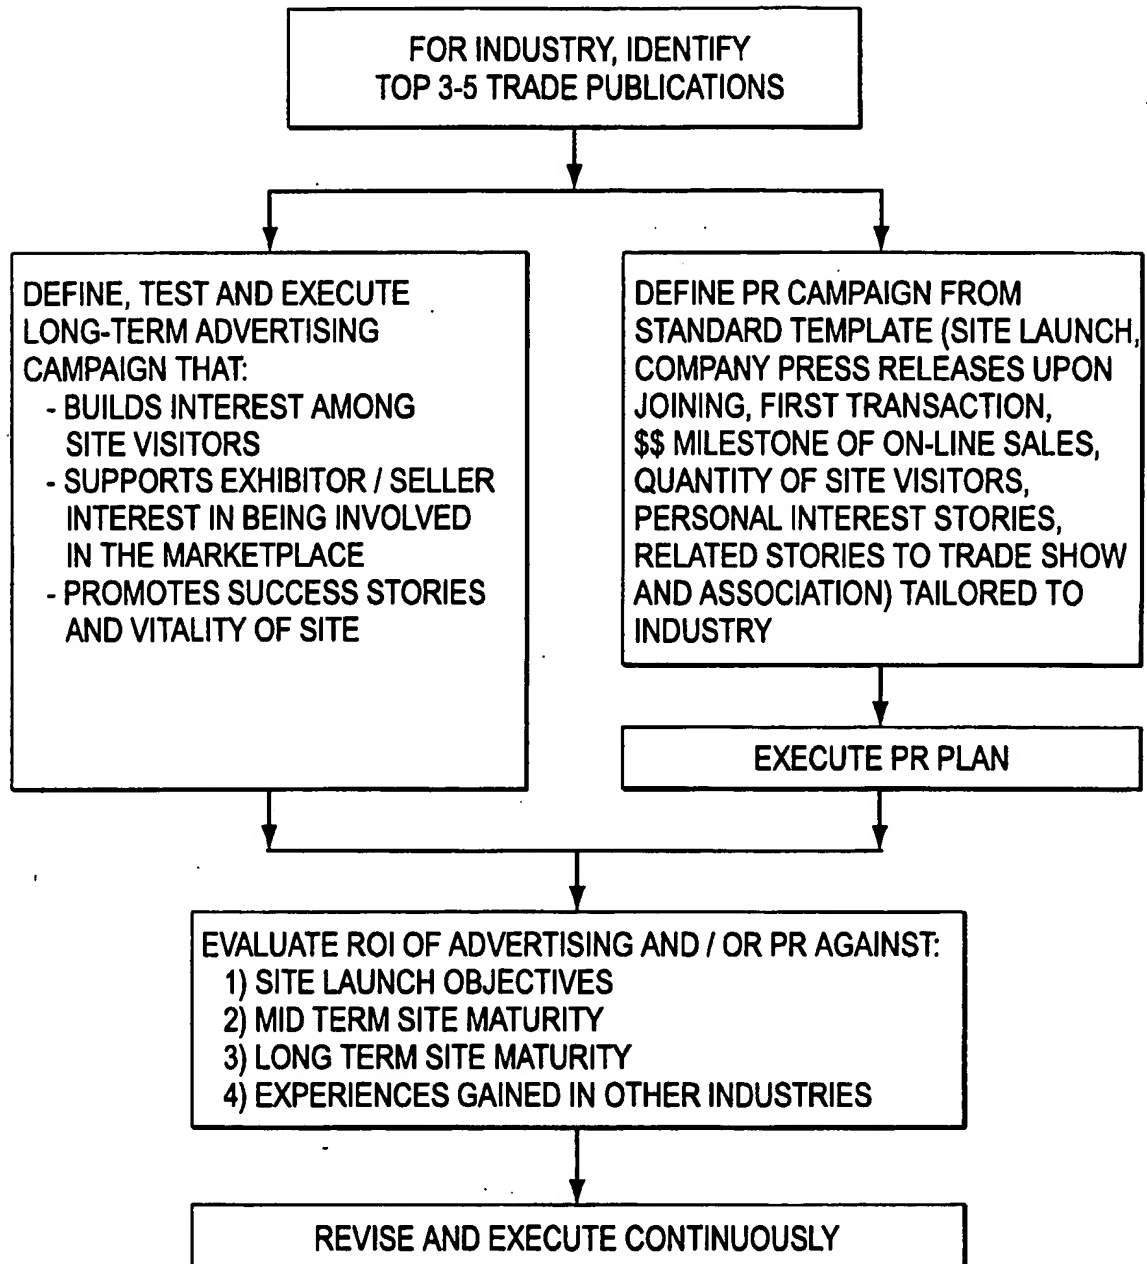 FOR INDUSTRY, IDENTIFY
TOP 3-5 TRADE PUBLICATIONS
DEFINE, TEST AND EXECUTE
LONG-TERM ADVERTISING
CAMPAIGN THAT:
- BUILDS INTEREST AMONG
SITE VISITORS
- SUPPORTS EXHIBITOR / SELLER
INTEREST IN BEING INVOLVED
IN THE MARKETPLACE
- PROMOTES SUCCESS STORIES
AND VITALITY OF SITE
DEFINE PR CAMPAIGN FROM
STANDARD TEMPLATE (SITE LAUNCH,
COMPANY PRESS RELEASES UPON
JOINING, FIRST TRANSACTION,
$$ MILESTONE OF ON-LINE SALES,
QUANTITY OF SITE VISITORS,
PERSONAL INTEREST STORIES,
RELATED STORIES TO TRADE SHOW
AND ASSOCIATION) TAILORED TO
INDUSTRY
EXECUTE PR PLAN
EVALUATE ROI OF ADVERTISING AND / OR PR AGAINST:
1) SITE LAUNCH OBJECTIVES
2) MID TERM SITE MATURITY
3) LONG TERM SITE MATURITY
4) EXPERIENCES GAINED IN OTHER INDUSTRIES
REVISE AND EXECUTE CONTINUOUSLY